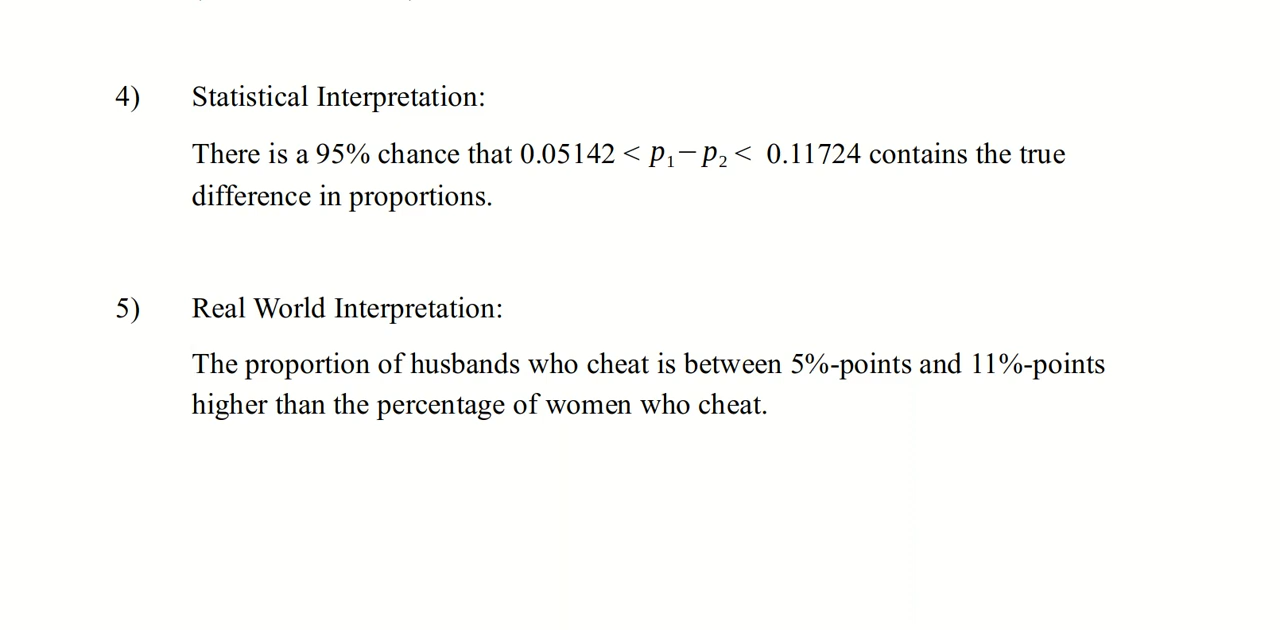 4) Statistical Interpretation:
There is a 95% chance that 0.05142 < p₁ − p₂ < 0.11724 contains the true
difference in proportions.
5) Real World Interpretation:
The proportion of husbands who cheat is between 5%-points and 11%-points
higher than the percentage of women who cheat.